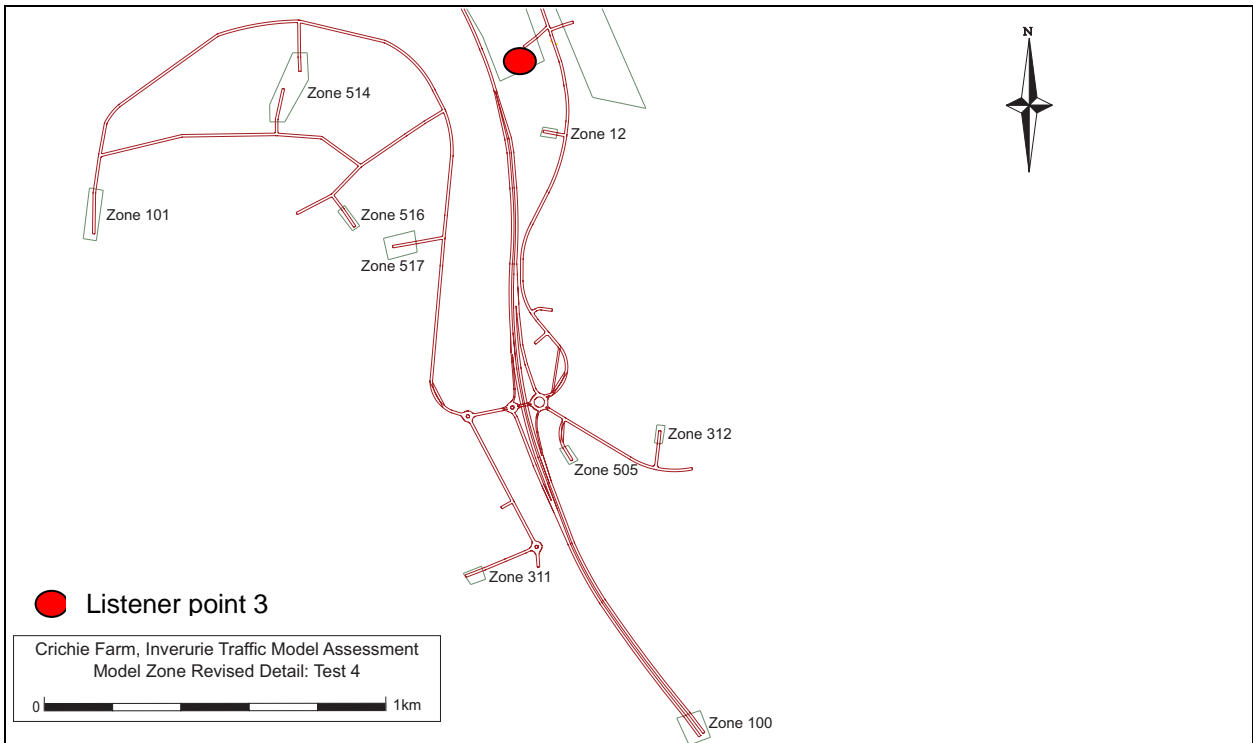 N
Zone 514
Zone 12
Zone 101
Zone 516
Zone 517
Zone 312
Zone 505
Zone 311
Listener point 3
Crichie Farm, Inverurie Traffic Model Assessment
Model Zone Revised Detail: Test 4
0 1km
Zone 100